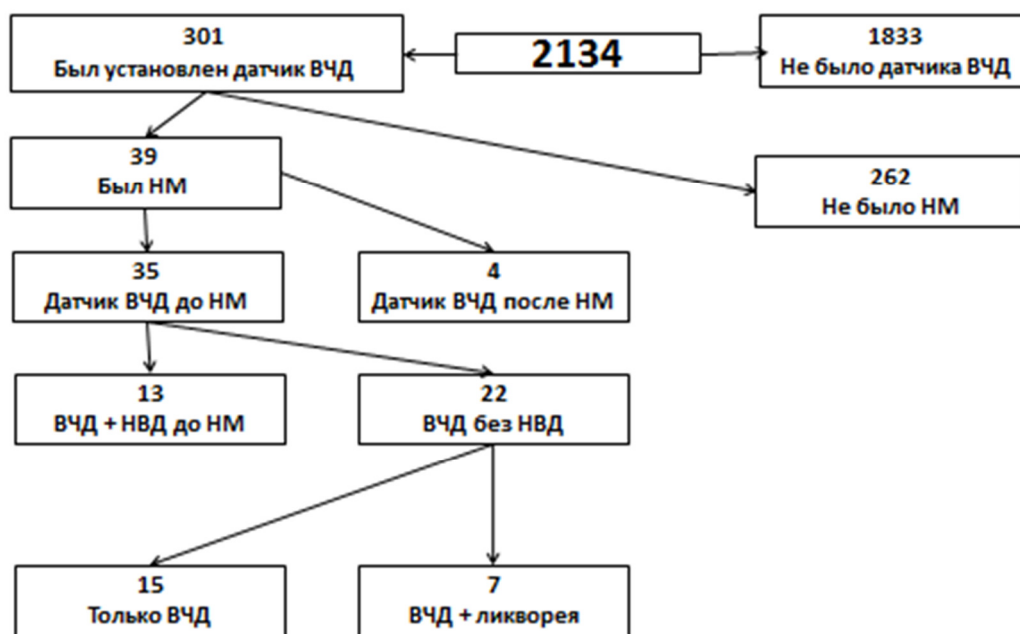 301
Был установлен датчик ВЧД
2134
1833
Не было датчика ВЧД
39
Был НМ
262
Не было НМ
35
Датчик ВЧД до НМ
4
Датчик ВЧД после НМ
13
ВЧД + НВД до НМ
22
ВЧД без НВД
15
Только ВЧД
7
ВЧД + ликворея